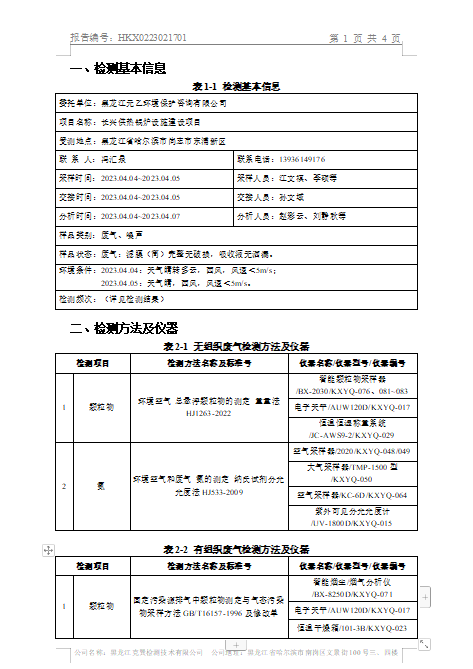 报告编号：HKX0223021701 第 1 页 共 4 页
一、检测基本信息
表 1-1 检测基本信息
委托单位：黑龙江元乙环境保护咨询有限公司
项目名称：长兴供热锅炉设施建设项目
受测地点：黑龙江省哈尔滨市尚志市东浦新区
联 系 人：冯汇泉 联系电话：13936149176
采样时间：2023.04.04~2023.04.05 采样人员：江文祺、李硕等
交接时间：2023.04.04~2023.04.05 交接人员：孙文斌
分析时间：2023.04.04~2023.04.07 分析人员：赵彩云、刘静秋等
样品类别：废气、噪声
样品状态：废气：滤膜（筒）完整无破损，吸收液无洒漏。
环境条件：2023.04.04：天气晴转多云，西风，风速＜5m/s；
2023.04.05：天气晴，西风，风速＜5m/s。
检测频次：（详见检测结果）
二、检测方法及仪器
表 2-1 无组织废气检测方法及仪器
检测项目 检测方法名称及标准号 仪器名称/仪器型号/仪器编号
1 颗粒物 环境空气 总悬浮颗粒物的测定 重量法
HJ1263-2022
智能颗粒物采样器
/BX-2030/KXYQ-076、081~083
电子天平/AUW120D/KXYQ-017
恒温恒湿称重系统
/JC-AWS9-2/KXYQ-029
2 氨 环境空气和废气 氨的测定 纳氏试剂分光
光度法 HJ533-2009
空气采样器/2020/KXYQ-048/049
大气采样器/TMP-1500 型
/KXYQ-050
空气采样器/KC-6D/KXYQ-064
紫外可见分光光度计
/UV-1800D/KXYQ-015
表 2-2 有组织废气检测方法及仪器
检测项目 检测方法名称及标准号 仪器名称/仪器型号/仪器编号
1 颗粒物 固定污染源排气中颗粒物测定与气态污染
物采样方法 GB/T16157-1996 及修改单
智能烟尘/烟气分析仪
/BX-8250D/KXYQ-071
电子天平/AUW120D/KXYQ-017
恒温干燥箱/101-3B/KXYQ-023
公司名称：黑龙江克贾检测技术有限公司 公司地址：黑龙江省哈尔滨市南岗区文景街 100 号三、四楼